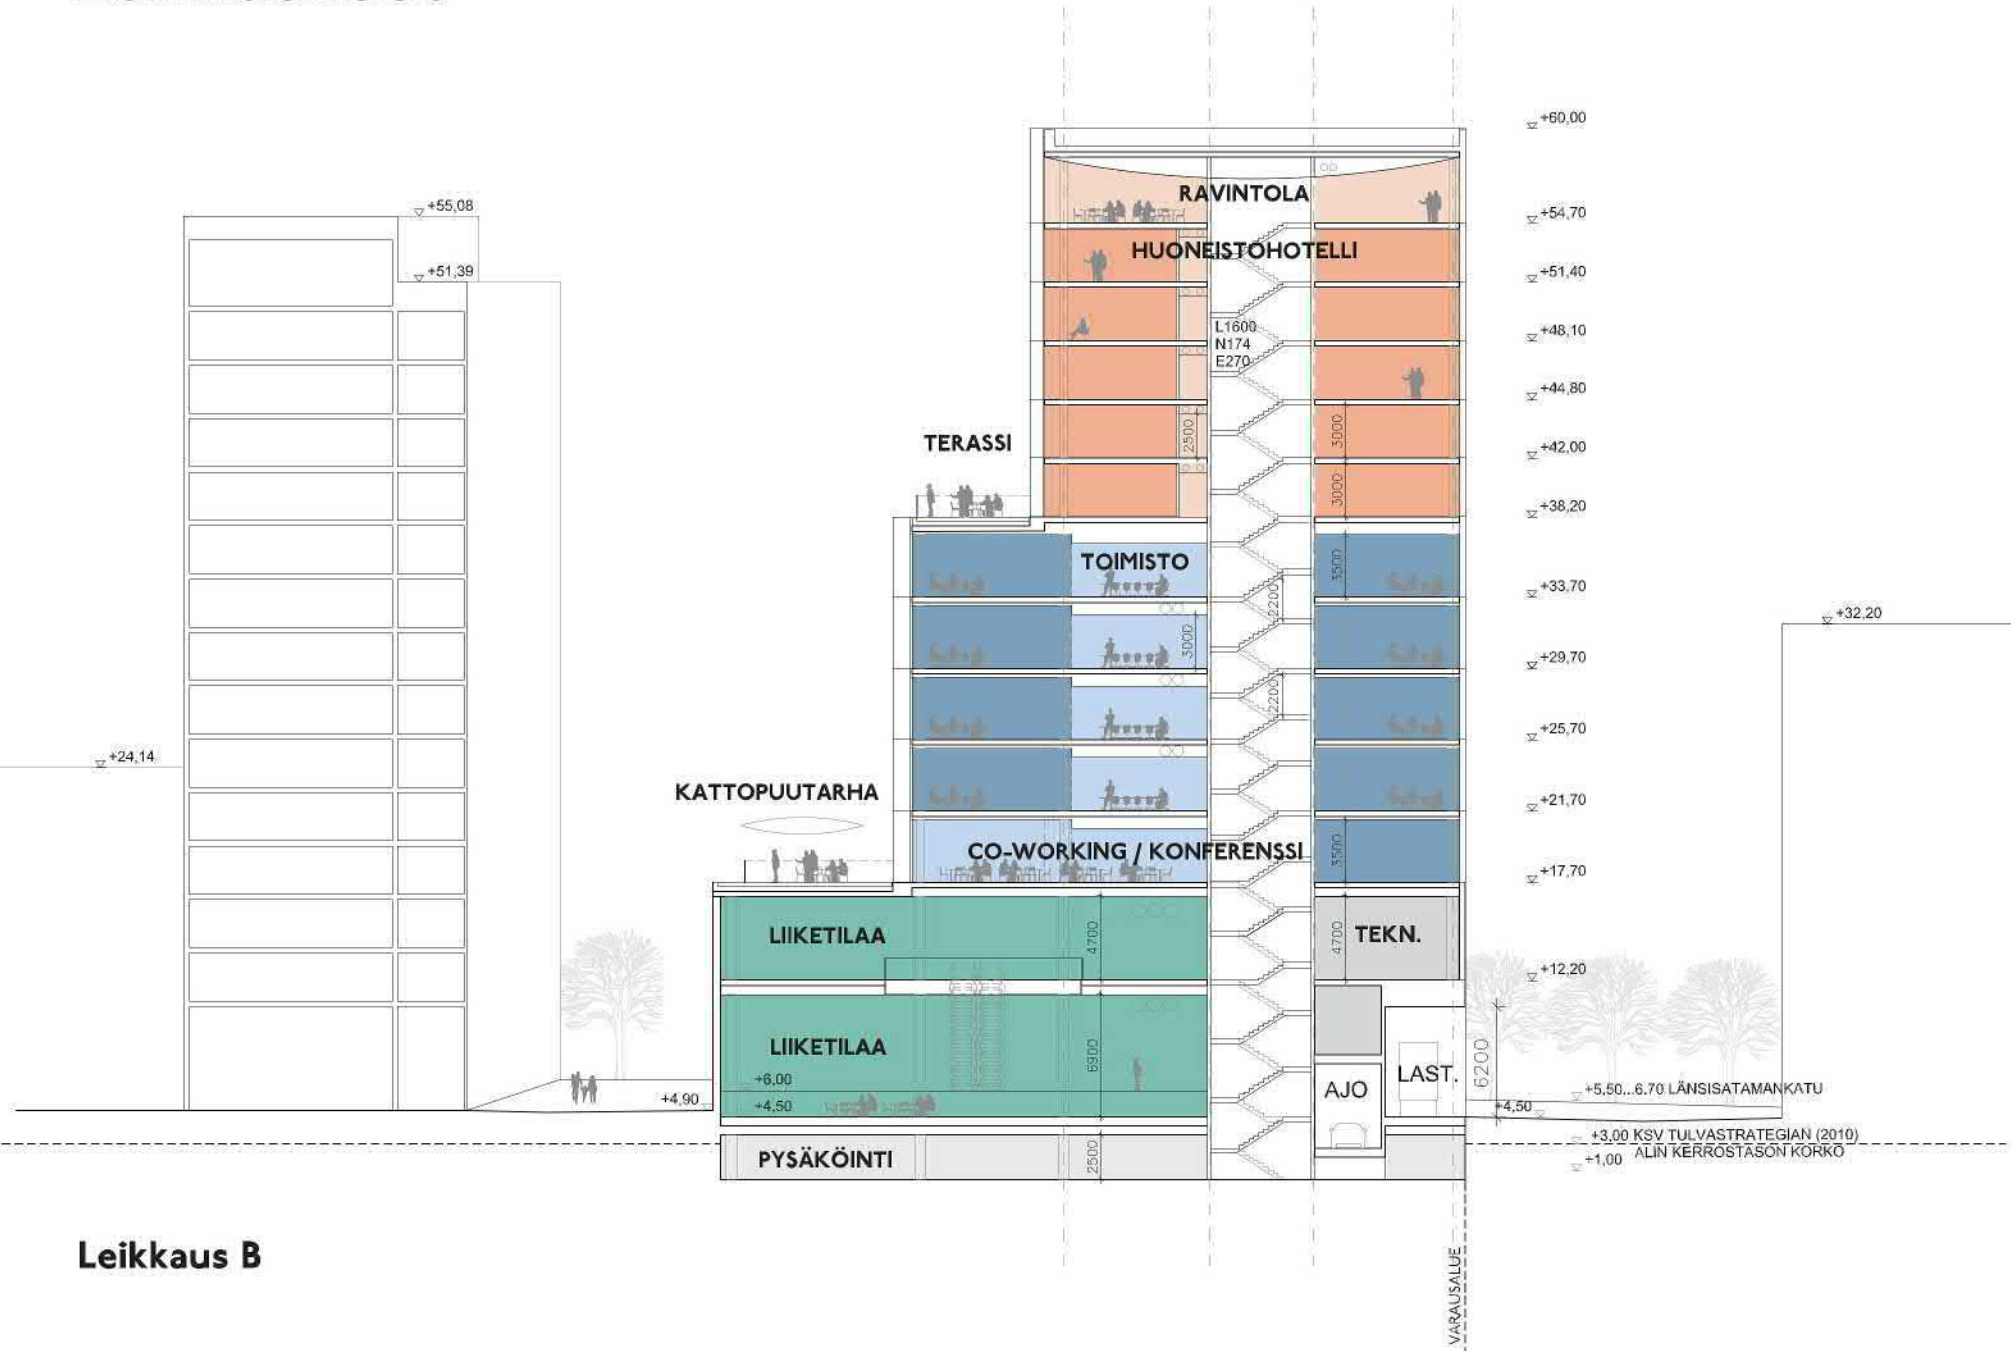 +60,00
RAVINTOLA
+55,08
+54,70
HUONEISTOHOTELLI
+51,39
+51,40
L1600
N174
E270
+48,10
+44,80
TERASSI
2500
3000
+42,00
3000
+38,20
TOIMISTO
3500
+33,70
2200
+32,20
3000
+29,70
2200
+24,14
+25,70
KATTOPUUTARHA
+21,70
CO-WORKING / KONFERENSSI
3500
+17,70
LIIKETILAA
4700
4700
TEKN.
+12,20
LIIKETILAA
6900
6200
+6,00
AJO
LAST.
+5,50...6.70 LÄNSISATAMANKATU
+4,90
+4,50
+4,50
+3,00 KSV TULVASTRATEGIAN (2010)
ALIN KERROSTASON KORKO
+1,00
PYSÄKÖINTI
2500
Leikkaus B
VARAUSALUE